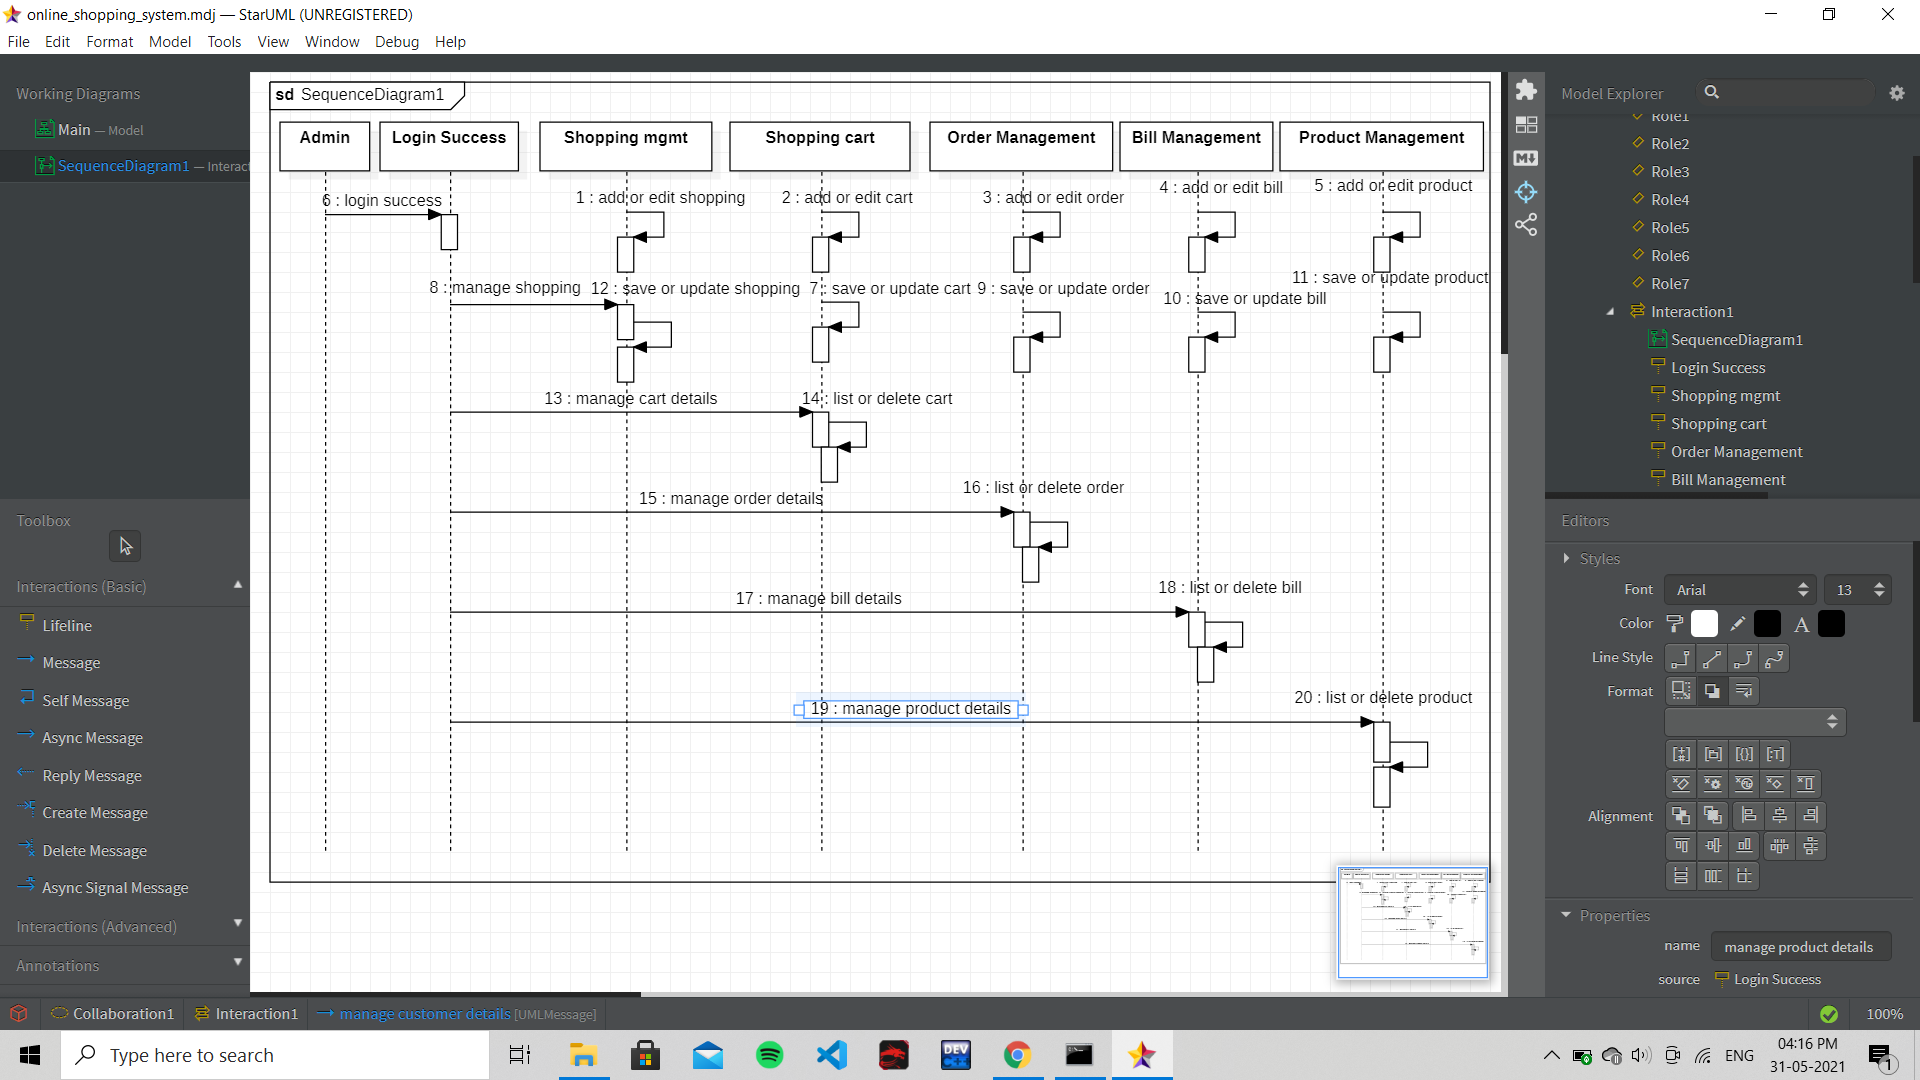 online_shopping_system.mdj — StarUML (UNREGISTERED)
File Edit Format Model Tools View Window Debug Help
Working Diagrams
Main — Model
SequenceDiagram1 — Interact
Toolbox
Interactions (Basic)
Lifeline
Message
Self Message
Async Message
Reply Message
Create Message
Delete Message
Async Signal Message
Interactions (Advanced)
Annotations
sd SequenceDiagram1
Admin
Login Success
Shopping mgmt
Shopping cart
Order Management
Bill Management
Product Management
6 : login success
1 : add or edit shopping
2 : add or edit cart
3 : add or edit order
4 : add or edit bill
5 : add or edit product
8 : manage shopping
12 : save or update shopping
7 : save or update cart
9 : save or update order
10 : save or update bill
11 : save or update product
13 : manage cart details
14 : list or delete cart
15 : manage order details
16 : list or delete order
17 : manage bill details
18 : list or delete bill
19 : manage product details
20 : list or delete product
Model Explorer
Role1
Role2
Role3
Role4
Role5
Role6
Role7
Interaction1
SequenceDiagram1
Login Success
Shopping mgmt
Shopping cart
Order Management
Bill Management
Editors
Styles
Font Arial 13
Color A
Line Style
Format
Alignment
Properties
name manage product details
source Login Success
Collaboration1 Interaction1 manage customer details [UMLMessage] 100%
Type here to search
DEV C++
ENG
04:16 PM
31-05-2021
1